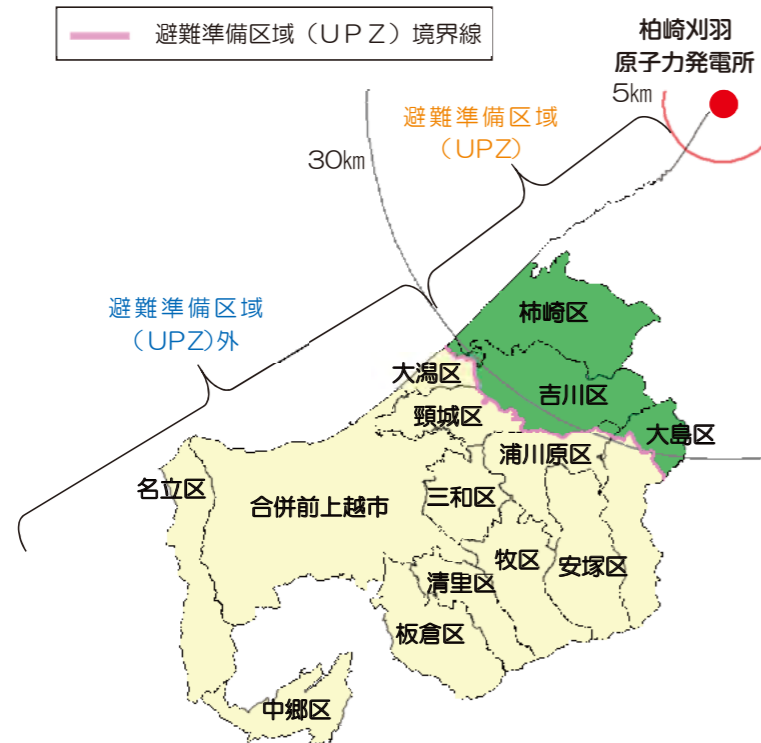 避難準備区域(UPZ)境界線
柏崎刈羽
原子力発電所
5km
避難準備区域
(UPZ)
30km
避難準備区域
(UPZ)外
柿崎区
大潟区
吉川区
頸城区
大島区
浦川原区
名立区
合併前上越市
三和区
牧区
安塚区
清里区
板倉区
中郷区